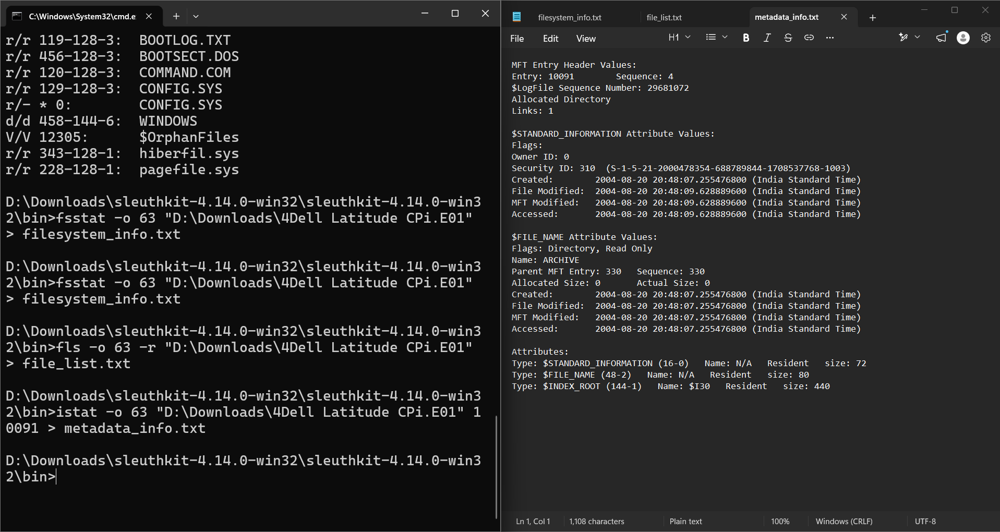 C:\Windows\System32\cmd.e
r/r 119-128-3:  BOOTLOG.TXT
r/r 456-128-3:  BOOTSECT.DOS
r/r 120-128-3:  COMMAND.COM
r/r 129-128-3:  CONFIG.SYS
r/- * 0:        CONFIG.SYS
d/d 458-144-6:  WINDOWS
V/V 12305:      $OrphanFiles
r/r 343-128-1:  hiberfil.sys
r/r 228-128-1:  pagefile.sys
D:\Downloads\sleuthkit-4.14.0-win32\sleuthkit-4.14.0-win3
2\bin>fsstat -o 63 "D:\Downloads\4Dell Latitude CPi.E01"
> filesystem_info.txt
D:\Downloads\sleuthkit-4.14.0-win32\sleuthkit-4.14.0-win3
2\bin>fsstat -o 63 "D:\Downloads\4Dell Latitude CPi.E01"
> filesystem_info.txt
D:\Downloads\sleuthkit-4.14.0-win32\sleuthkit-4.14.0-win3
2\bin>fls -o 63 -r "D:\Downloads\4Dell Latitude CPi.E01"
> file_list.txt
D:\Downloads\sleuthkit-4.14.0-win32\sleuthkit-4.14.0-win3
2\bin>istat -o 63 "D:\Downloads\4Dell Latitude CPi.E01" 1
0091 > metadata_info.txt
D:\Downloads\sleuthkit-4.14.0-win32\sleuthkit-4.14.0-win3
2\bin>
filesystem_info.txt file_list.txt metadata_info.txt
File Edit View H1 B I S
MFT Entry Header Values:
Entry: 10091        Sequence: 4
$LogFile Sequence Number: 29681072
Allocated Directory
Links: 1
$STANDARD_INFORMATION Attribute Values:
Flags:
Owner ID: 0
Security ID: 310  (S-1-5-21-2000478354-688789844-1708537768-1003)
Created:        2004-08-20 20:48:07.255476800 (India Standard Time)
File Modified:  2004-08-20 20:48:09.628889600 (India Standard Time)
MFT Modified:   2004-08-20 20:48:09.628889600 (India Standard Time)
Accessed:       2004-08-20 20:48:09.628889600 (India Standard Time)
$FILE_NAME Attribute Values:
Flags: Directory, Read Only
Name: ARCHIVE
Parent MFT Entry: 330   Sequence: 330
Allocated Size: 0       Actual Size: 0
Created:        2004-08-20 20:48:07.255476800 (India Standard Time)
File Modified:  2004-08-20 20:48:07.255476800 (India Standard Time)
MFT Modified:   2004-08-20 20:48:07.255476800 (India Standard Time)
Accessed:       2004-08-20 20:48:07.255476800 (India Standard Time)
Attributes:
Type: $STANDARD_INFORMATION (16-0)   Name: N/A   Resident   size: 72
Type: $FILE_NAME (48-2)   Name: N/A   Resident   size: 80
Type: $INDEX_ROOT (144-1)   Name: $I30   Resident   size: 440
Ln 1, Col 1 1,108 characters Plain text 100% Windows (CRLF) UTF-8